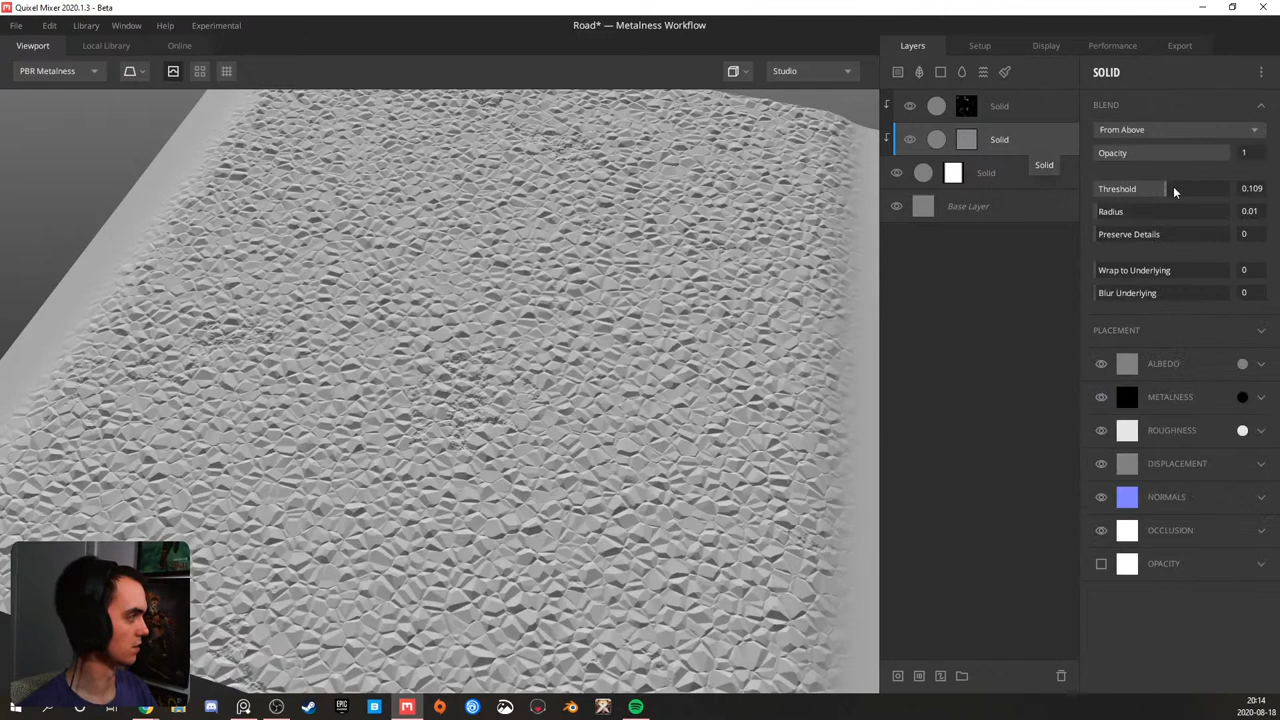 Quixel Mixer 2020.1.3 - Beta
File Edit Library Window Help Experimental
Road* — Metalness Workflow
Viewport Local Library Online
Layers Setup Display Performance Export
PBR Metalness
Studio
SOLID
BLEND
Solid
From Above
Solid
Opacity 1
Solid
Solid
Threshold 0.109
Base Layer
Radius 0.01
Preserve Details 0
Wrap to Underlying 0
Blur Underlying 0
PLACEMENT
ALBEDO
METALNESS
ROUGHNESS
DISPLACEMENT
NORMALS
OCCLUSION
OPACITY
EPIC
B
20:14
2020-08-18